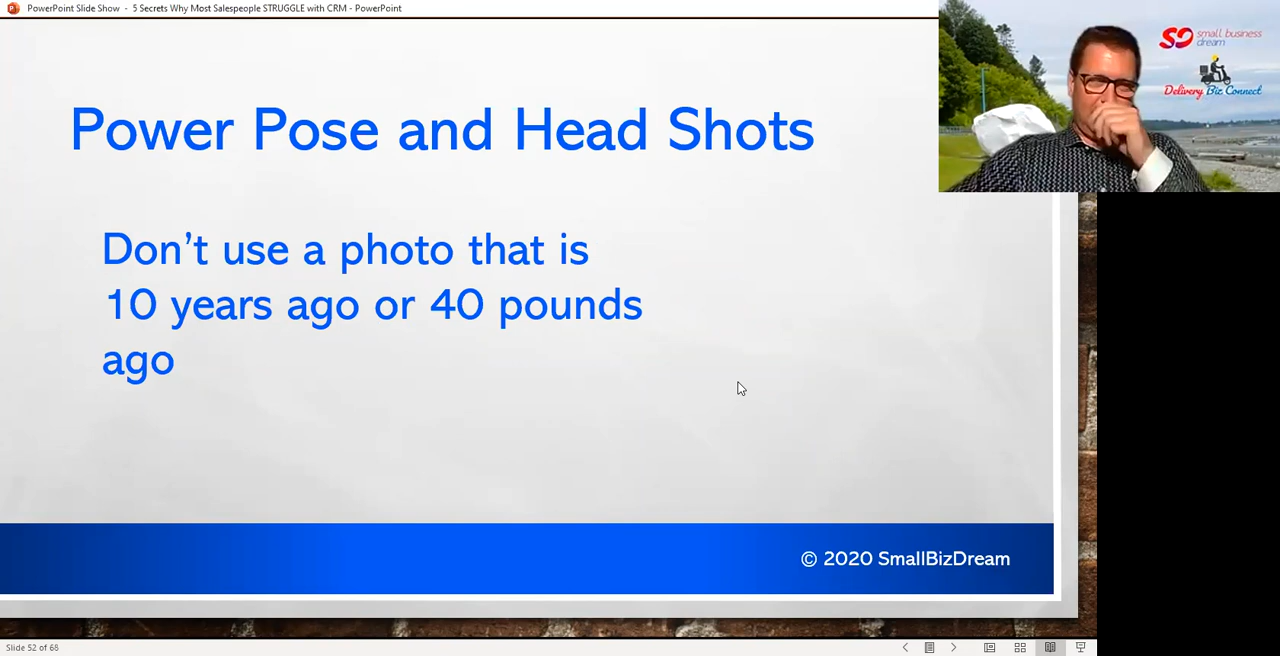 PowerPoint Slide Show - 5 Secrets Why Most Salespeople STRUGGLE with CRM - PowerPoint
small business
dream
Delivery Biz Connect
Power Pose and Head Shots
Don’t use a photo that is
10 years ago or 40 pounds
ago
© 2020 SmallBizDream
Slide 52 of 68